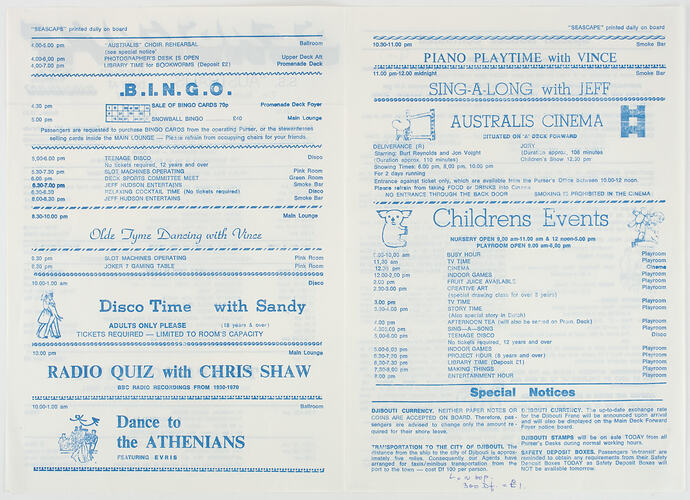 "SEASCAPE" printed daily on board
4.00-5.00 pm "AUSTRALIS" CHOIR REHEARSAL Ballroom
(see special notice)
4.00-6.00 pm PHOTOGRAPHER'S DESK IS OPEN Upper Deck Aft
4.00-7.00 pm LIBRARY TIME for BOOKWORMS (Deposit £2) Promenade Deck
.B.I.N.G.O.
4.30 pm SALE OF BINGO CARDS 70p Promenade Deck Foyer
5.00 pm SNOWBALL BINGO £40 Main Lounge
Passengers are requested to purchase BINGO CARDS from the operating Purser, or the stewardesses
selling cards inside the MAIN LOUNGE — Please refrain from occupying chairs for your friends.
5.00-6.00 pm TEENAGE DISCO Disco
No tickets required, 12 years and over
5.30-7.30 pm SLOT MACHINES OPERATING Pink Room
6.00 pm DECK SPORTS COMMITTEE MEET Green Room
6.30-7.00 pm JEFF HUDSON ENTERTAINS Smoke Bar
6.30-8.30 pm RELAXING COCKTAIL TIME (No tickets required) Disco
8.00-8.30 pm JEFF HUDSON ENTERTAINS Smoke Bar
8.30-10.00 pm Main Lounge
Olde Tyme Dancing with Vince
9.30 pm SLOT MACHINES OPERATING Pink Room
9.30 pm JOKER 7 GAMING TABLE Pink Room
10.00-1.00 am Disco
Disco Time with Sandy
ADULTS ONLY PLEASE (18 years & over)
TICKETS REQUIRED — LIMITED TO ROOM'S CAPACITY
10.00 pm Main Lounge
RADIO QUIZ with CHRIS SHAW
BBC RADIO RECORDINGS FROM 1930-1970
10.00-1.00 am Ballroom
Dance to
the ATHENIANS
FEATURING EVRIS
"SEASCAPE" printed daily on board
10.30-11.00 pm Smoke Bar
PIANO PLAYTIME with VINCE
11.00 pm-12.00 midnight Smoke Bar
SING-A-LONG with JEFF
AUSTRALIS CINEMA
SITUATED ON 'A' DECK FORWARD
DELIVERANCE (R) JORY
Starring: Burt Reynolds and Jon Voight (Duration approx. 108 minutes
(Duration approx 110 minutes) Children's Show 12.30 pm
Showing Times: 6.00 pm, 8.00 pm, 10.00 pm
For 2 days running
Entrance against ticket only, which are available from the Purser's Office between 10.00-12 noon.
Please refrain from taking FOOD or DRINKS into Cinema
NO ENTRANCE THROUGH THE BACK DOOR SMOKING IS PROHIBITED IN THE CINEMA
Childrens Events
NURSERY OPEN 9.00 am-11.00 am & 12 noon-5.00 pm
PLAYROOM OPEN 9.00 am-9.00 pm
9.00-10.00 am BUSY HOUR Playroom
11.30 am TV TIME Playroom
12.30 pm CINEMA Cinema
12.00-2.00 pm INDOOR GAMES Playroom
2.00 pm FRUIT JUICE AVAILABLE Playroom
2.30-3.00 pm CREATIVE ART Playroom
(special drawing class for over 8 years)
3.00 pm TV TIME Playroom
3.30-4.00 pm STORY TIME Playroom
(Also special story in Dutch)
4.00 pm AFTERNOON TEA (will also be served on Prom. Deck) Playroom
4.30-5.00 pm SING—A—SONG Playroom
5.00-6.00 pm TEENAGE DISCO Disco
No tickets required, 12 years and over
5.00-6.00 pm INDOOR GAMES Playroom
6.30-7.30 pm PROJECT HOUR (8 years and over) Playroom
6.30-7.30 pm LIBRARY TIME (Deposit £1) Playroom
7.30-8.30 pm MAKING THINGS Playroom
8.00 pm ENTERTAINMENT HOUR Playroom
Special Notices
DJIBOUTI CURRENCY. NEITHER PAPER NOTES OR
COINS ARE ACCEPTED ON BOARD. Therefore, pas-
sengers are advised to change only the amount re-
quired for their shore leave.
TRANSPORTATION TO THE CITY OF DJIBOUTI. The
distance from the ship to the city of Djibouti is approx-
imately five miles. Consequently our Agents have
arranged for taxis/minibus transportation from the
port to the town — cost Df 100 per person.
DJIBOUTI CURRENCY. The up-to-date exchange rate
for the Djibouti Franc will be announced upon arrival
and will also be displayed on the Main Deck Forward
Foyer notice board.
DJIBOUTI STAMPS will be on sale TODAY from all
Purser's Desks during normal working hours.
SAFETY DEPOSIT BOXES. Passengers 'in-transit' are
reminded to obtain any requirements from their Safety
Deposit Boxes TODAY as Safety Deposit Boxes will
NOT be available tomorrow.
300 Df = £1.